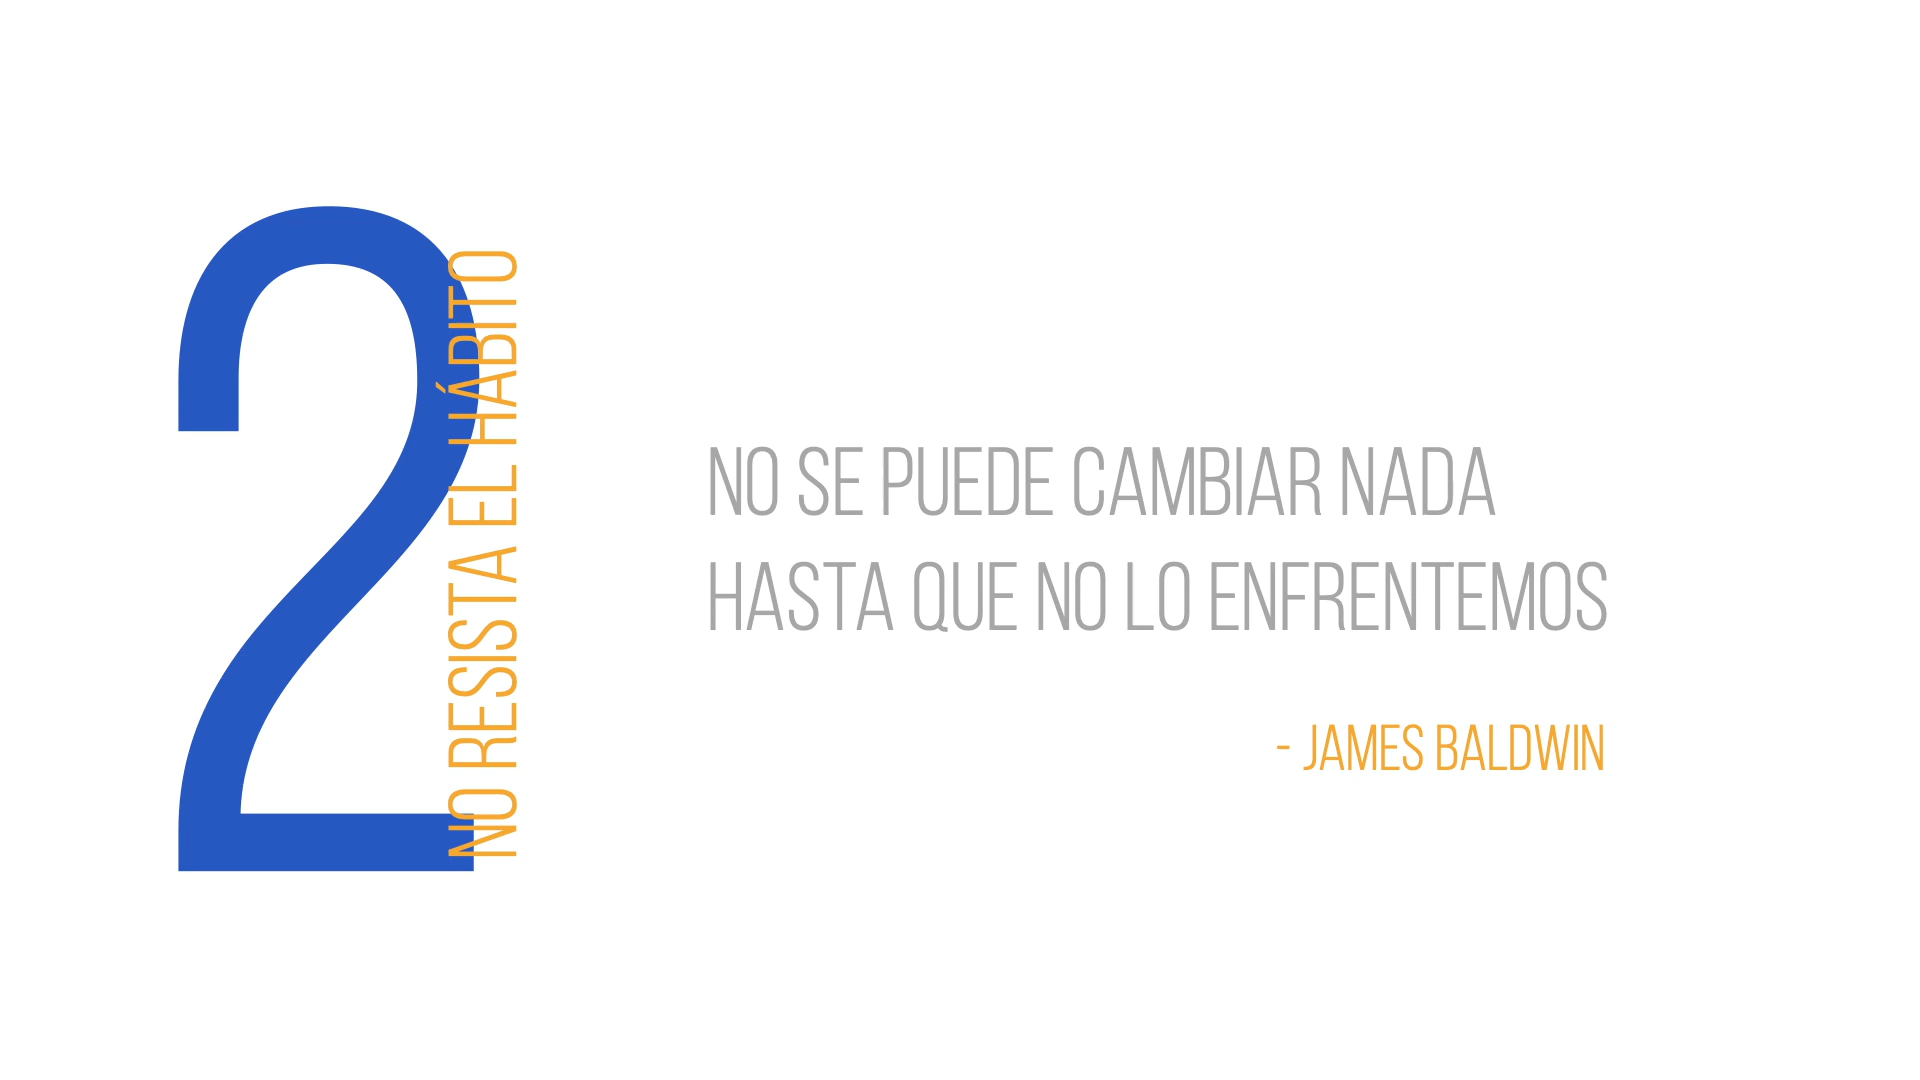 2
NO RESISTA EL HÁBITO
NO SE PUEDE CAMBIAR NADA
HASTA QUE NO LO ENFRENTEMOS
- JAMES BALDWIN